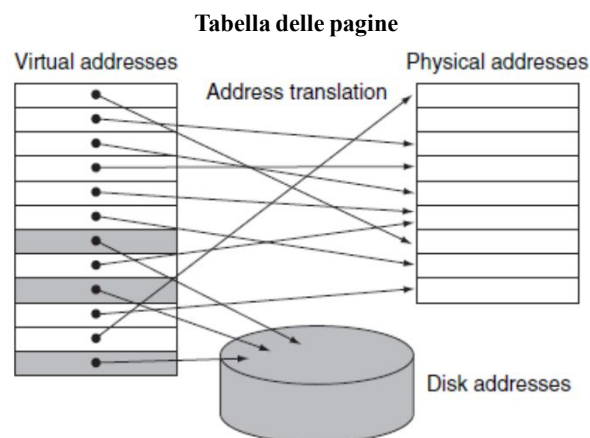 Tabella delle pagine
Virtual addresses
Physical addresses
Address translation
Disk addresses